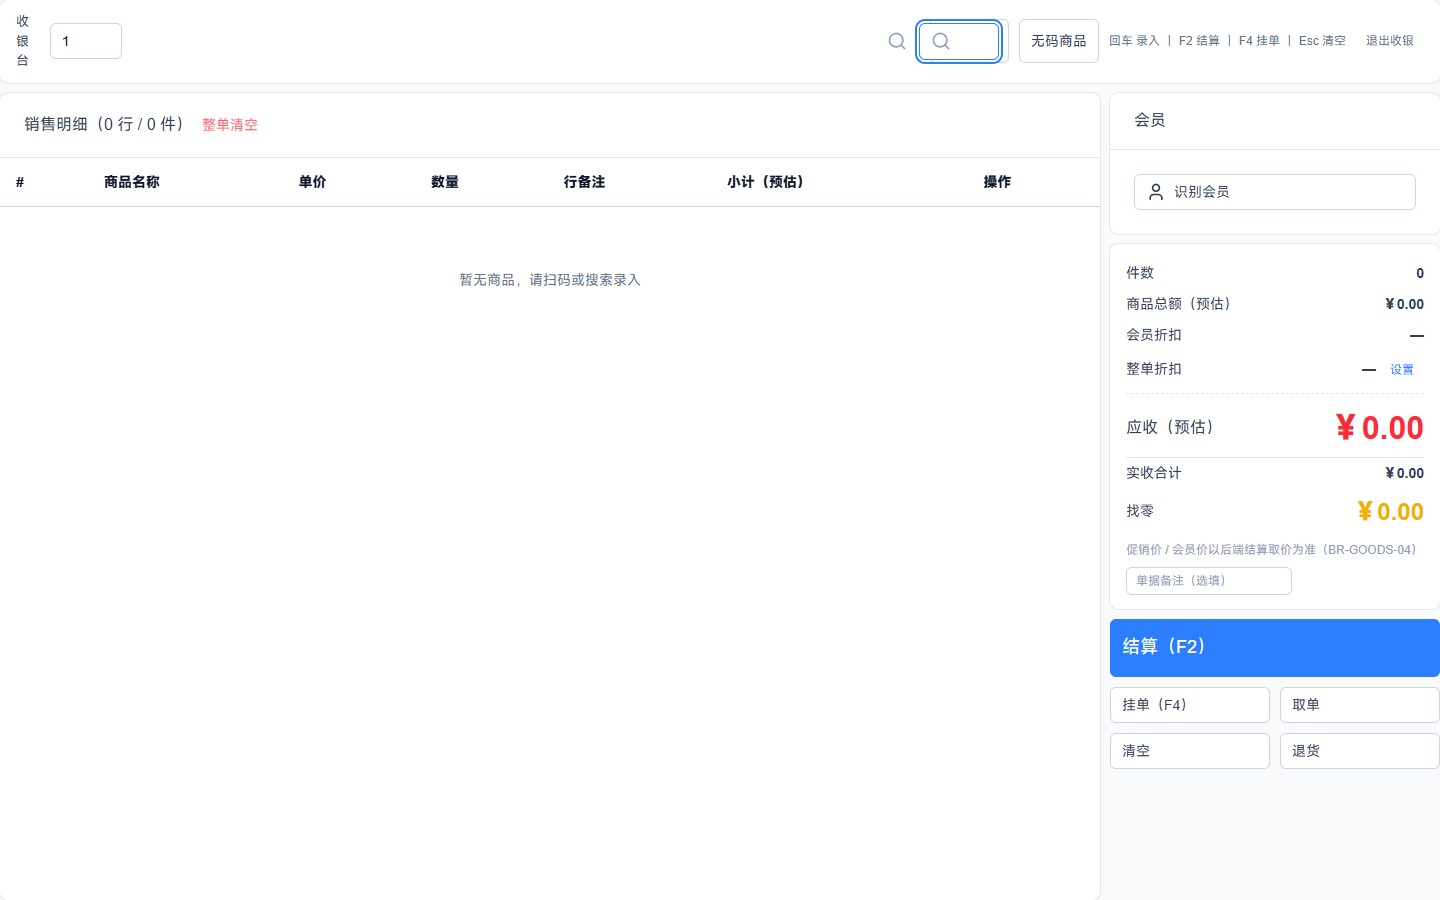 收
银
台
1
无码商品
回车 录入 | F2 结算 | F4 挂单 | Esc 清空
退出收银
销售明细（0 行 / 0 件）
整单清空
# 商品名称 单价 数量 行备注 小计（预估） 操作
暂无商品，请扫码或搜索录入
会员
识别会员
件数 0
商品总额（预估） ¥ 0.00
会员折扣 —
整单折扣 — 设置
应收（预估） ¥ 0.00
实收合计 ¥ 0.00
找零 ¥ 0.00
促销价 / 会员价以后端结算取价为准（BR-GOODS-04）
单据备注（选填）
结算（F2）
挂单（F4）
取单
清空
退货